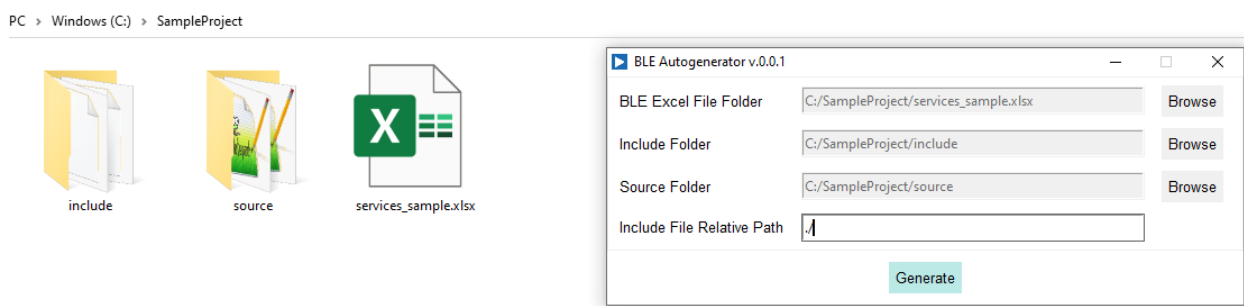 PC > Windows (C:) > SampleProject
include
source
services_sample.xlsx
X
BLE Autogenerator v.0.0.1
BLE Excel File Folder C:/SampleProject/services_sample.xlsx Browse
Include Folder C:/SampleProject/include Browse
Source Folder C:/SampleProject/source Browse
Include File Relative Path ./
Generate